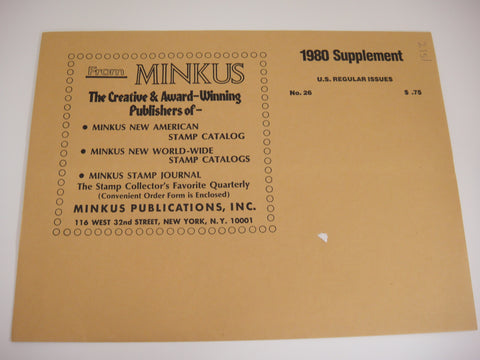 From MINKUS
The Creative & Award-Winning
Publishers of-
● MINKUS NEW AMERICAN
STAMP CATALOG
● MINKUS NEW WORLD-WIDE
STAMP CATALOGS
● MINKUS STAMP JOURNAL
The Stamp Collector's Favorite Quarterly
(Convenient Order Form is Enclosed)
MINKUS PUBLICATIONS, INC.
116 WEST 32nd STREET, NEW YORK, N.Y. 10001
1980 Supplement
U.S. REGULAR ISSUES
No. 26 $ .75